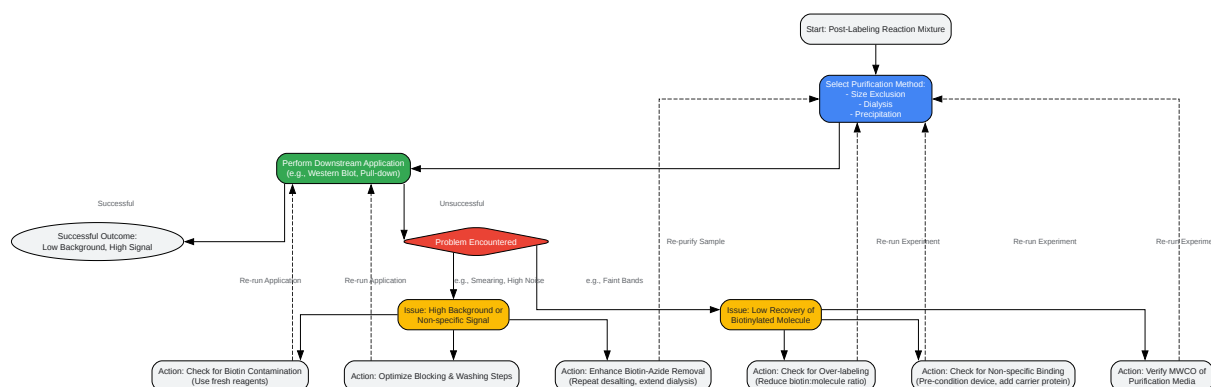 Start: Post-Labeling Reaction Mixture
Select Purification Method:
- Size Exclusion
- Dialysis
- Precipitation
Perform Downstream Application
(e.g., Western Blot, Pull-down)
Successful
Unsuccessful
Successful Outcome:
Low Background, High Signal
Problem Encountered
Re-purify Sample
Re-run Experiment
Re-run Experiment
Re-run Experime
Re-run Application
Re-run Application
e.g., Smearing, High Noise
e.g., Faint Bands
Issue: High Background or
Non-specific Signal
Issue: Low Recovery of
Biotinylated Molecule
Action: Check for Biotin Contamination
(Use fresh reagents)
Action: Optimize Blocking & Washing Steps
Action: Enhance Biotin-Azide Removal
(Repeat desalting, extend dialysis)
Action: Check for Over-labeling
(Reduce biotin:molecule ratio)
Action: Check for Non-specific Binding
(Pre-condition device, add carrier protein)
Action: Verify MWCO of
Purification Media